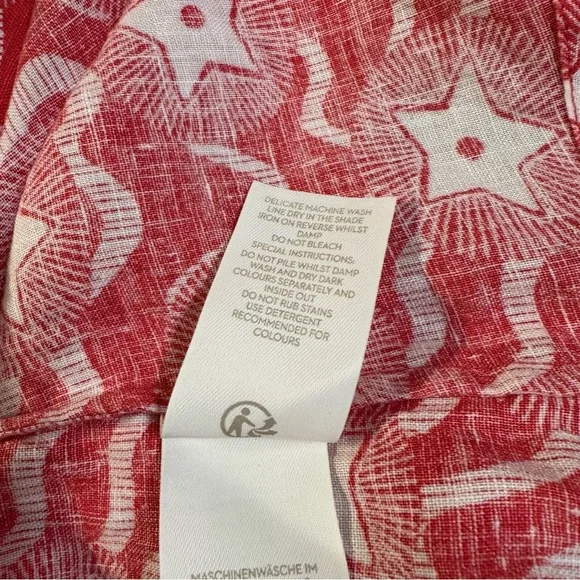 DELICATE MACHINE WASH
LINE DRY IN THE SHADE
IRON ON REVERSE WHILST
DAMP
DO NOT BLEACH
SPECIAL INSTRUCTIONS:
DO NOT PILE WHILST DAMP
WASH AND DRY DARK
COLOURS SEPARATELY AND
INSIDE OUT
DO NOT RUB STAINS
USE DETERGENT
RECOMMENDED FOR
COLOURS
MASCHINENWÄSCHE IM